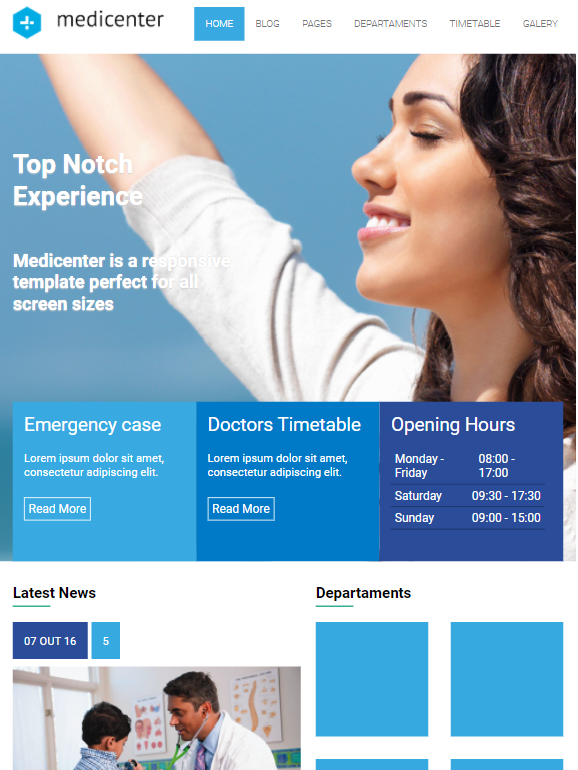 medicenter
HOME BLOG PAGES DEPARTAMENTS TIMETABLE GALERY
Top Notch
Experience
Medicenter is a responsive
template perfect for all
screen sizes
Emergency case
Lorem ipsum dolor sit amet,
consectetur adipiscing elit.
Read More
Doctors Timetable
Lorem ipsum dolor sit amet,
consectetur adipiscing elit.
Read More
Opening Hours
Monday - 08:00 -
Friday 17:00
Saturday 09:30 - 17:30
Sunday 09:00 - 15:00
Latest News
07 OUT 16 5
Departaments